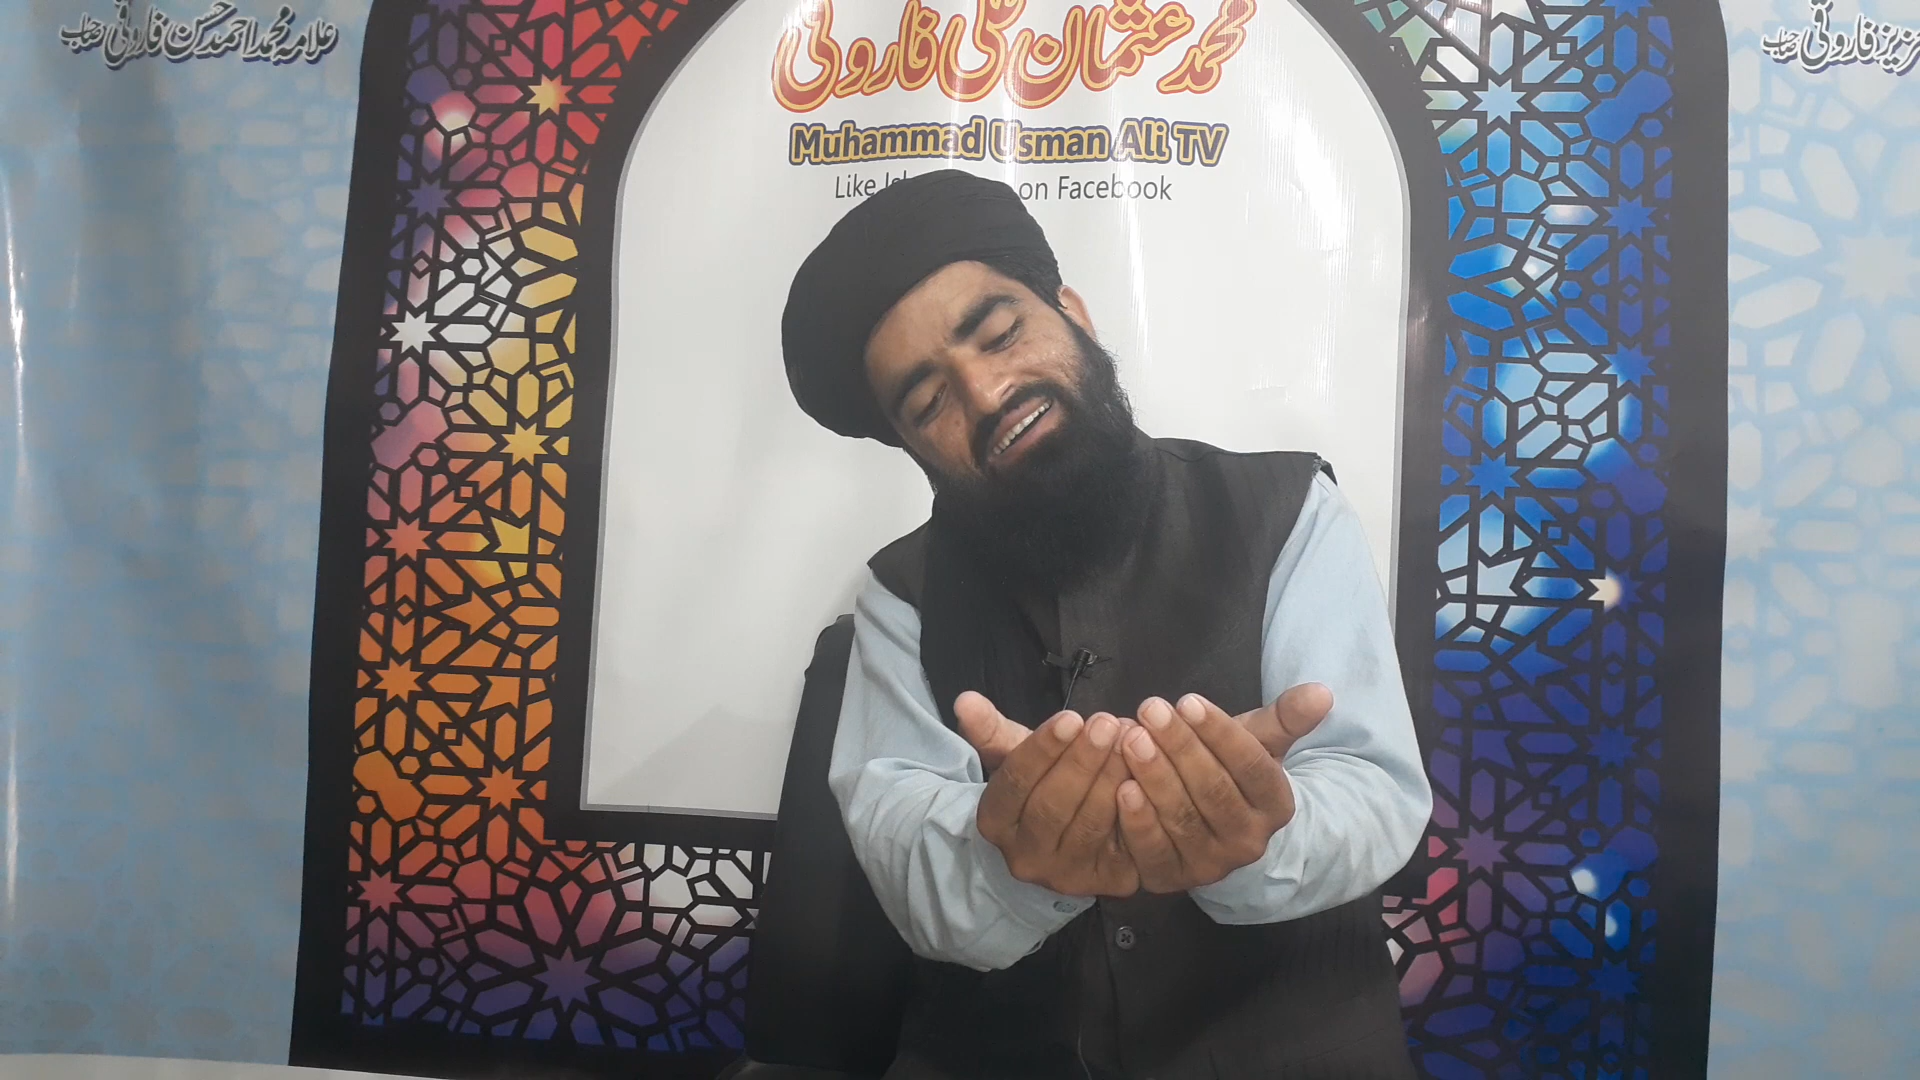 علامہ محمد احمد حسن فاروقی صاحب
محمد عثمان علی فاروقی
عزیز فاروقی صاحب
Muhammad Usman Ali TV
Like on Facebook